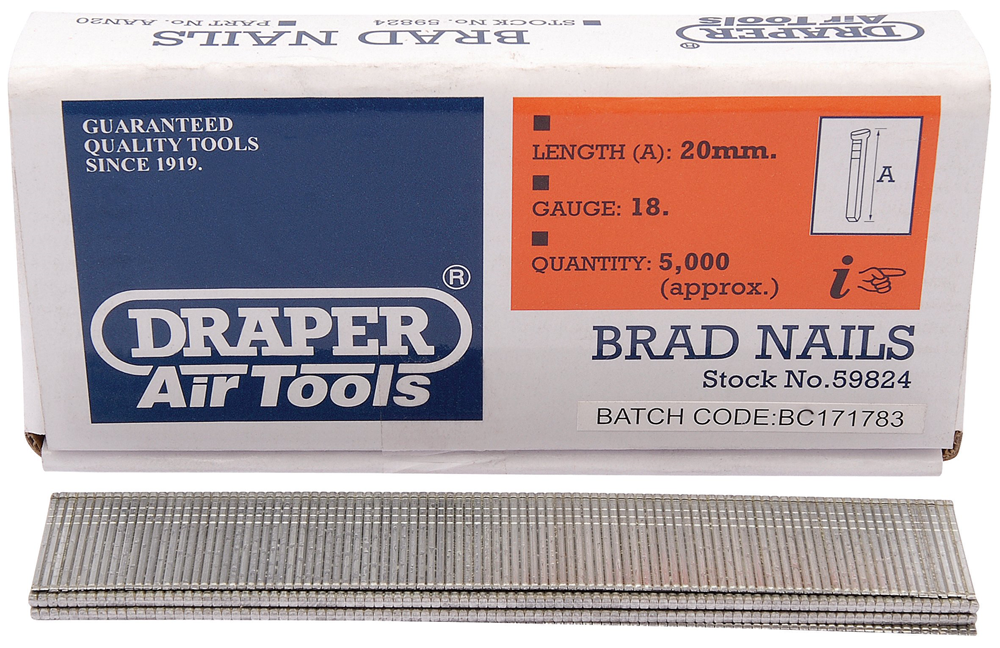 BRAD NAILS
STOCK No. 59824 PART No. AAN20
DRAPER®
Air Tools
GUARANTEED
QUALITY TOOLS
SINCE 1919.
DRAPER®
Air Tools
LENGTH (A): 20mm.
A
GAUGE: 18.
QUANTITY: 5,000
(approx.)
i
BRAD NAILS
Stock No.59824
BATCH CODE:BC171783